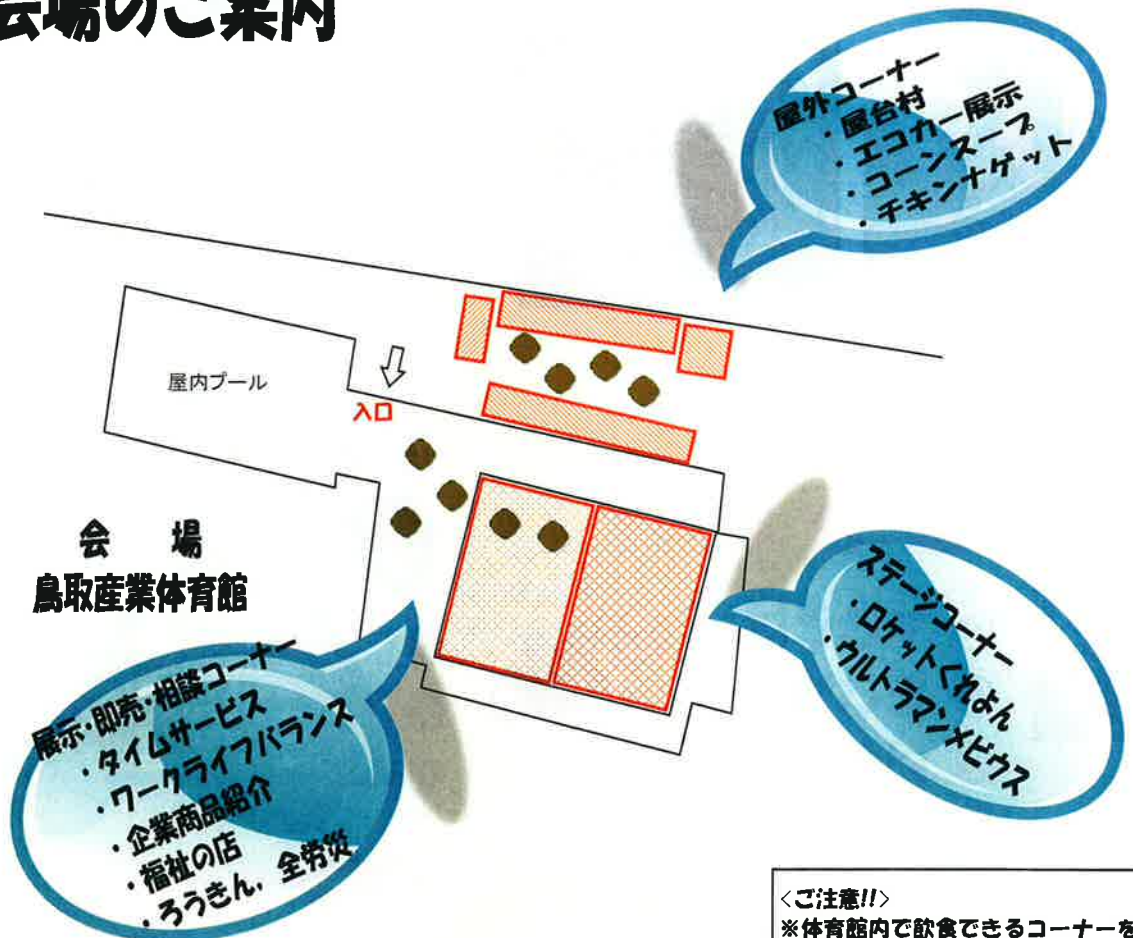 会場のご案内
屋外コーナー
・屋台村
・エコカー展示
・コーンスープ
・チキンナゲット
屋内プール
入口
会　場
鳥取産業体育館
ステージコーナー
・ロケットくれよん
・ウルトラマンメビウス
展示・即売・相談コーナー
・タイムサービス
・ワークライフバランス
・企業商品紹介
・福祉の店
・ろうきん，全労災
<ご注意!!>
※体育館内で飲食できるコーナーを